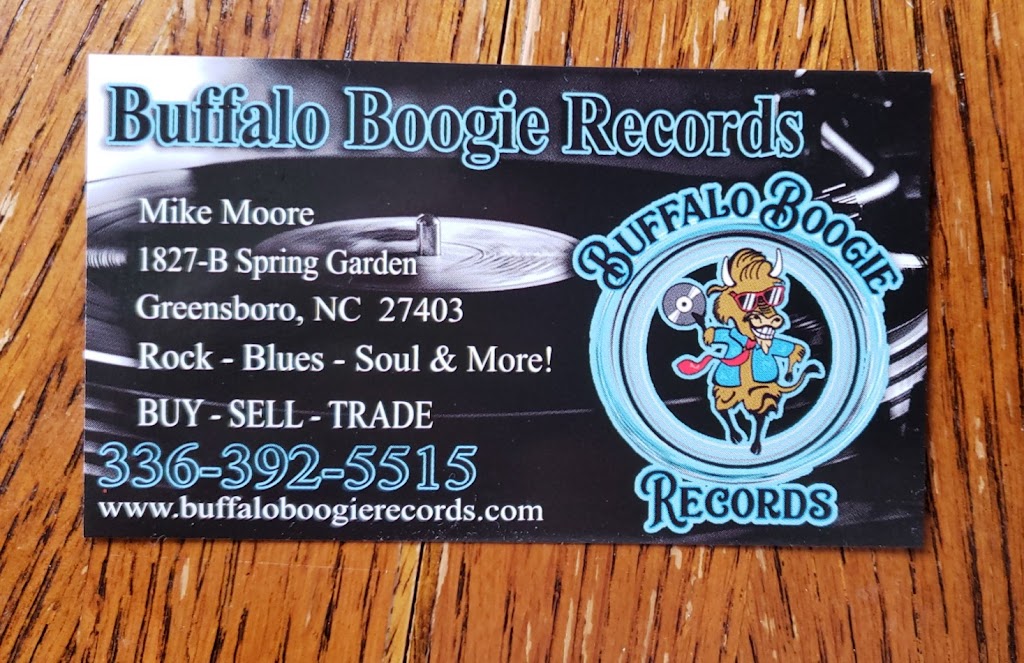 Buffalo Boogie Records
Mike Moore
1827-B Spring Garden
Greensboro, NC 27403
Rock - Blues - Soul & More!
BUY - SELL - TRADE
336-392-5515
www.buffaloboogierecords.com
BUFFALO BOOGIE
RECORDS